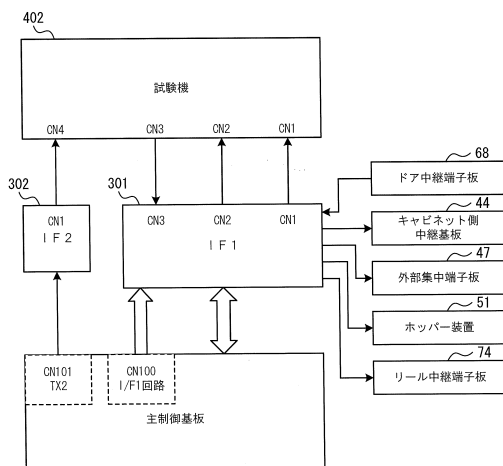 402
試験機
CN4 CN3 CN2 CN1
302
CN1
IF2
301
CN3 CN2 CN1
IF1
68
ドア中継端子板
44
キャビネット側
中継基板
47
外部集中端子板
51
ホッパー装置
74
リール中継端子板
CN101
TX2
CN100
I/F1回路
主制御基板